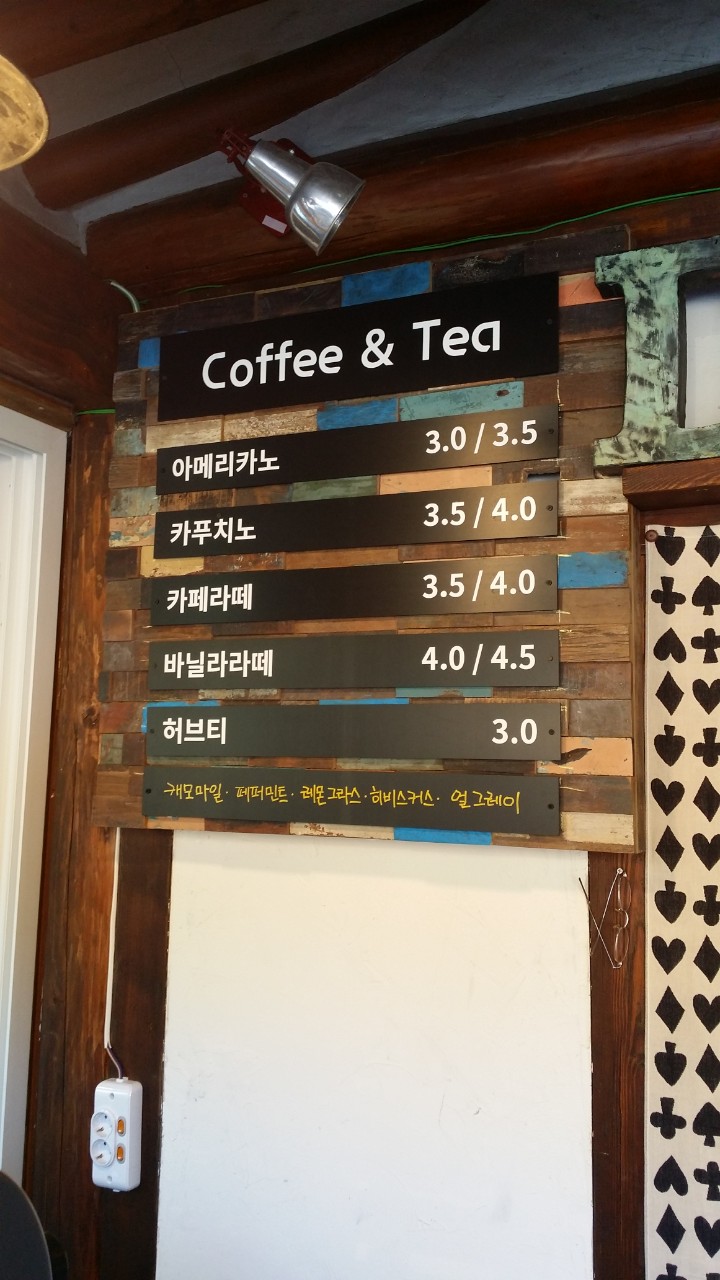 Coffee & Tea
아메리카노 3.0 / 3.5
카푸치노 3.5 / 4.0
카페라떼 3.5 / 4.0
바닐라라떼 4.0 / 4.5
허브티 3.0
캐모마일· 페퍼민트· 레몬그라스·히비스커스· 얼그레이